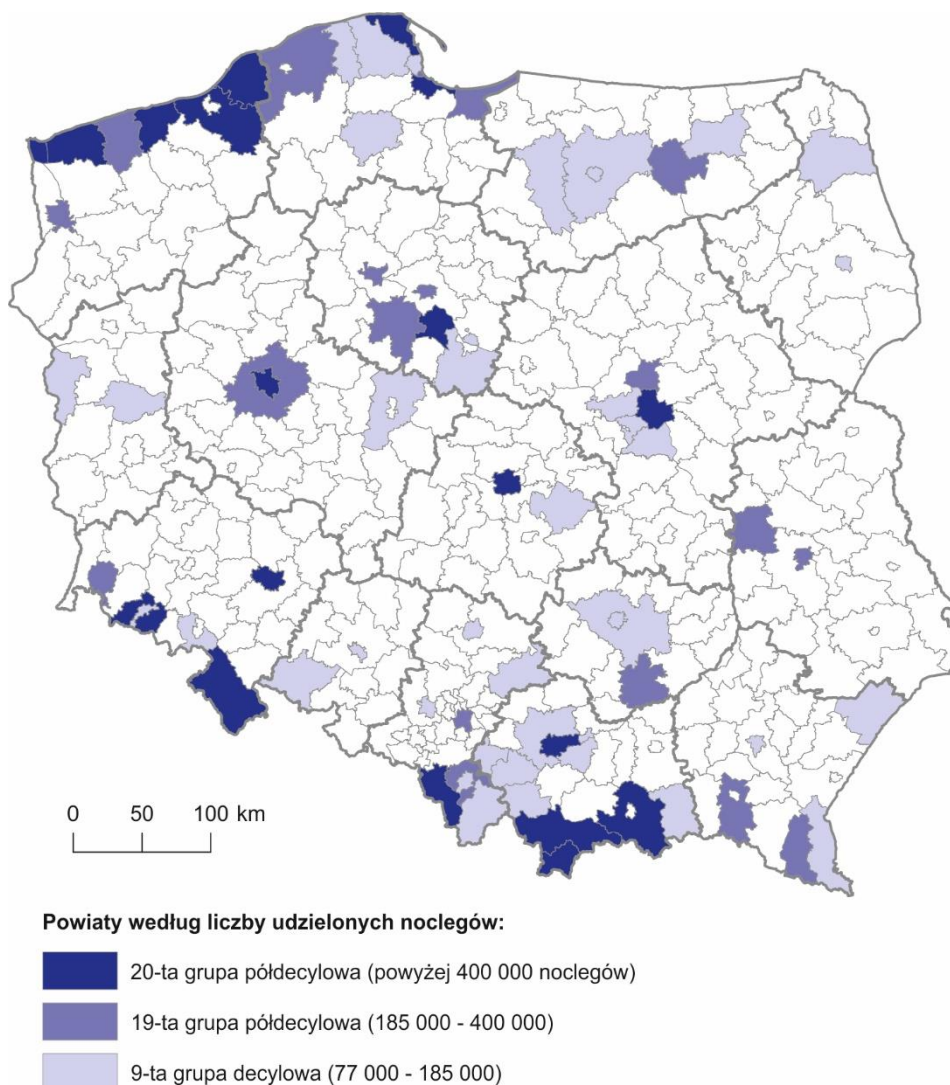 0 50 100 km
Powiaty według liczby udzielonych noclegów:
20-ta grupa półdecylowa (powyżej 400 000 noclegów)
19-ta grupa półdecylowa (185 000 - 400 000)
9-ta grupa decylowa (77 000 - 185 000)